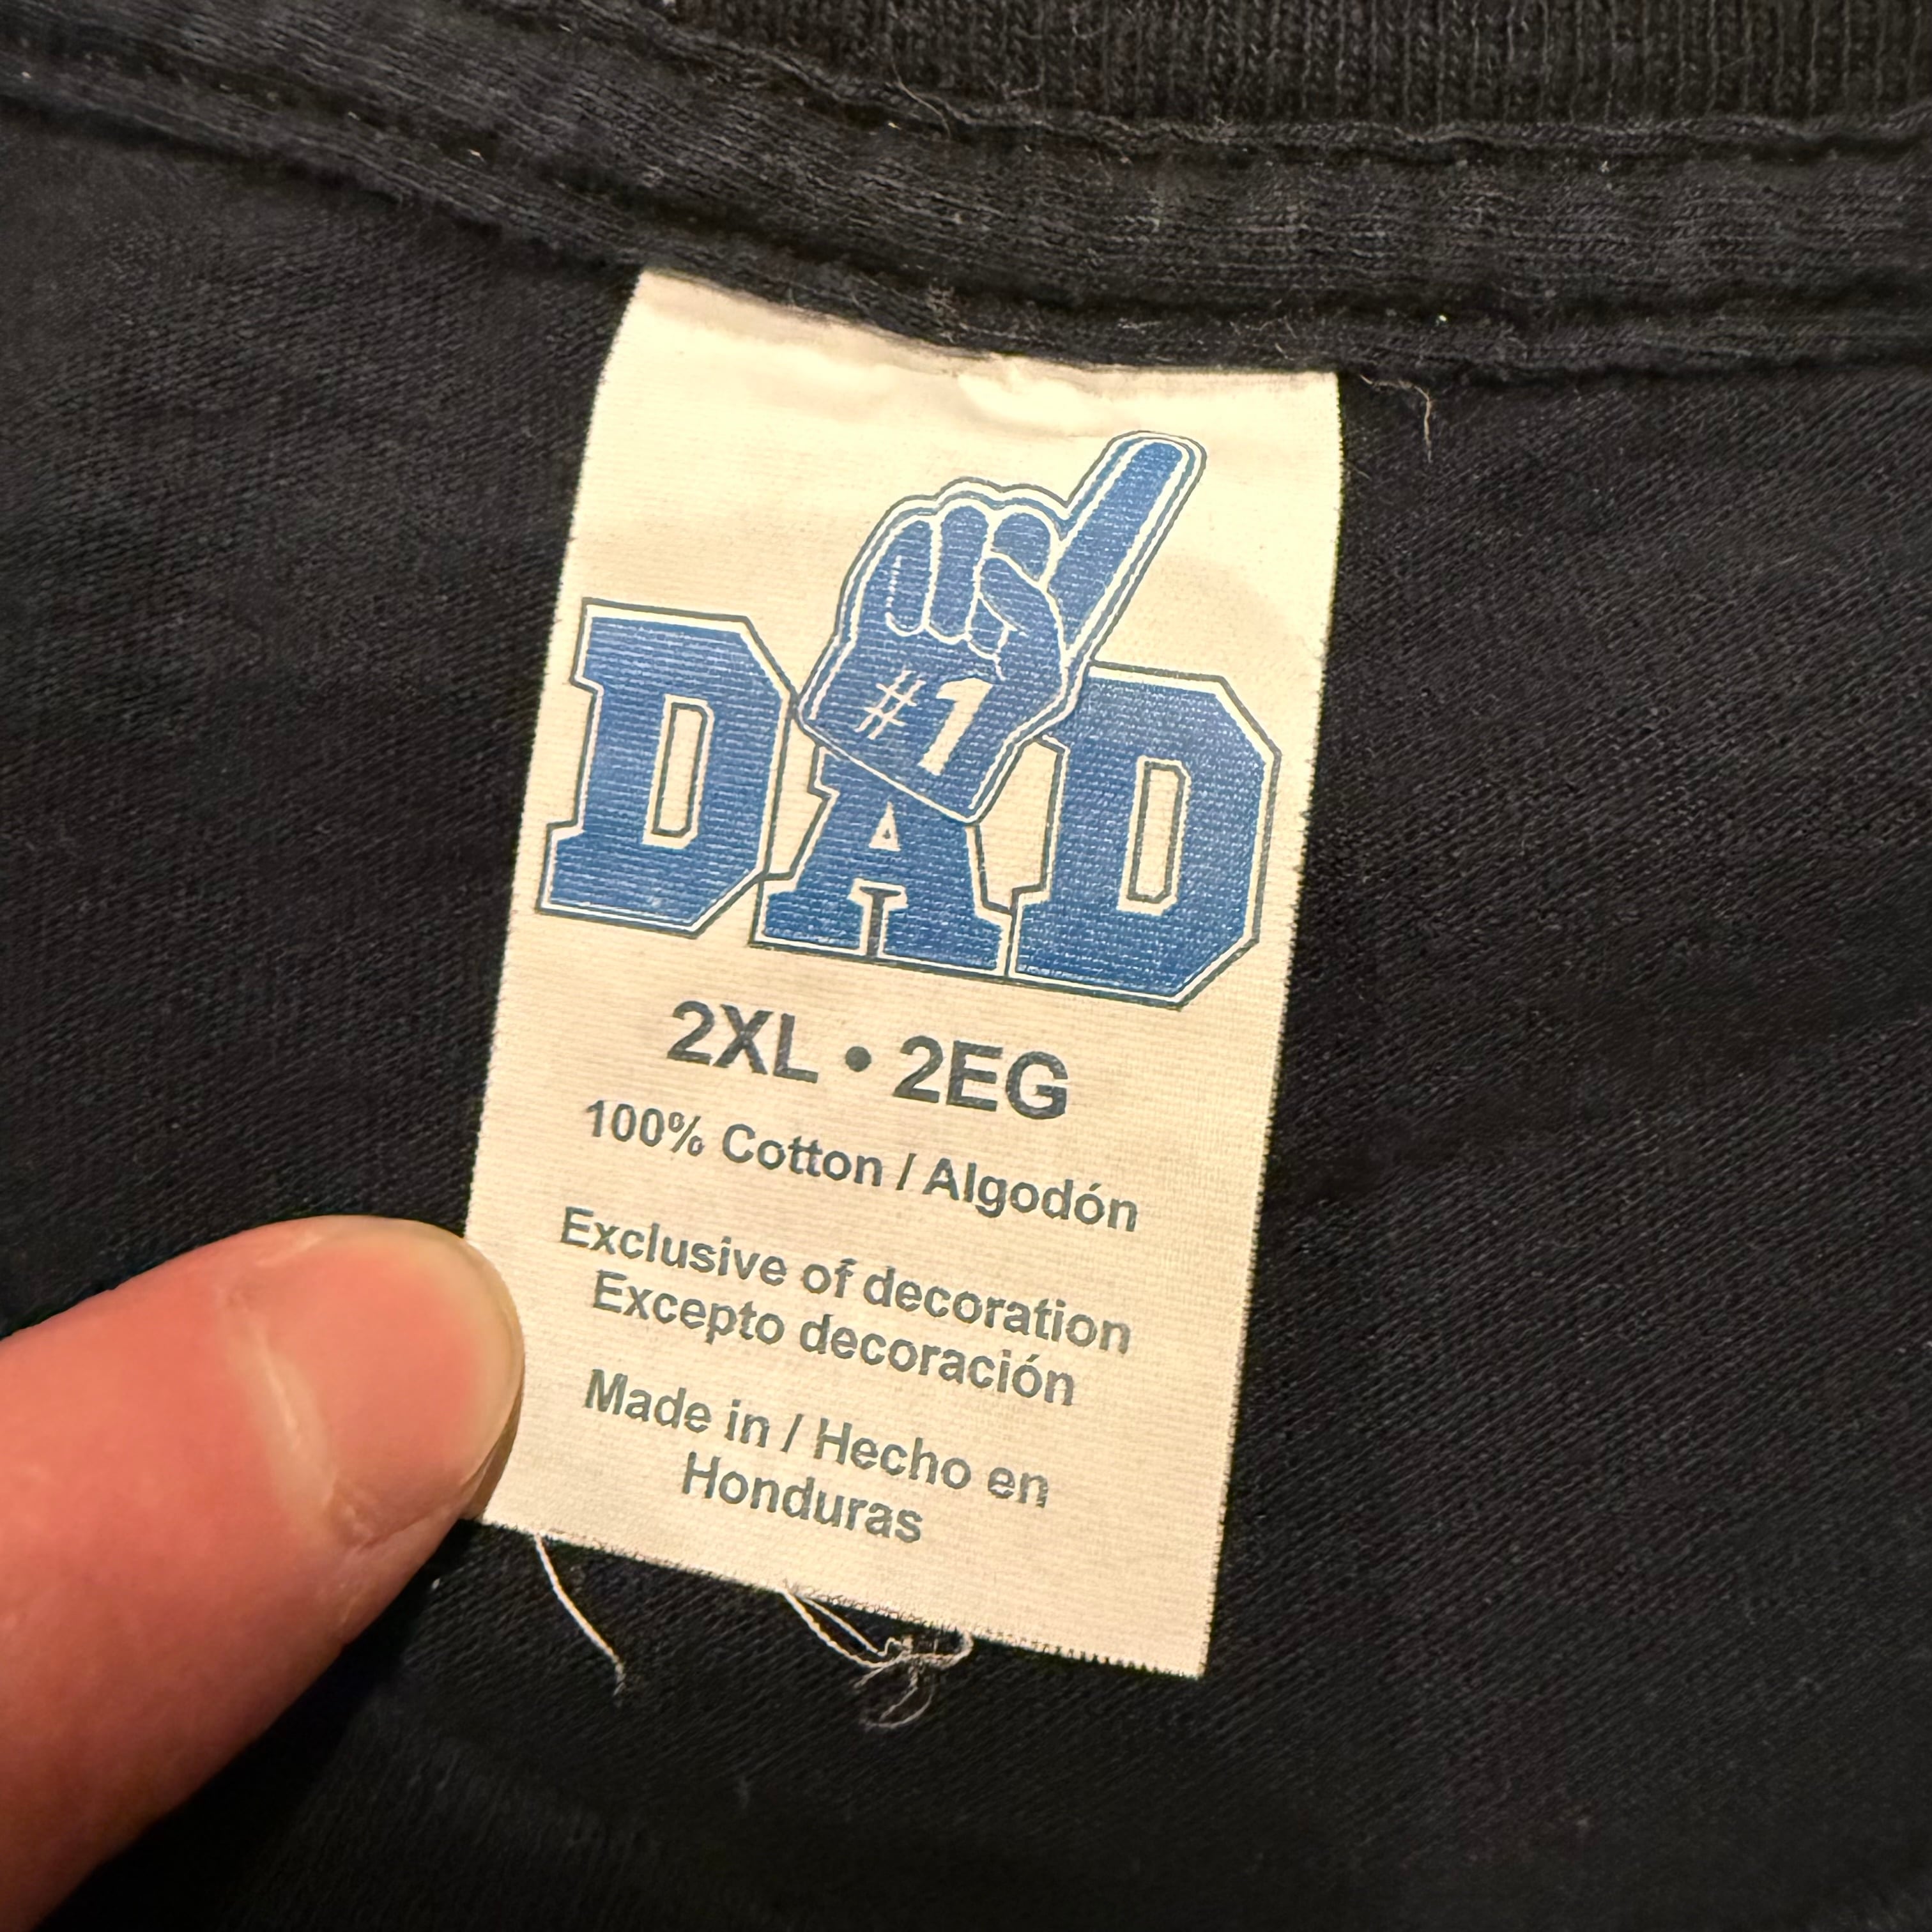 #1
DAD
2XL • 2EG
100% Cotton / Algodón
Exclusive of decoration
Excepto decoración
Made in / Hecho en
Honduras